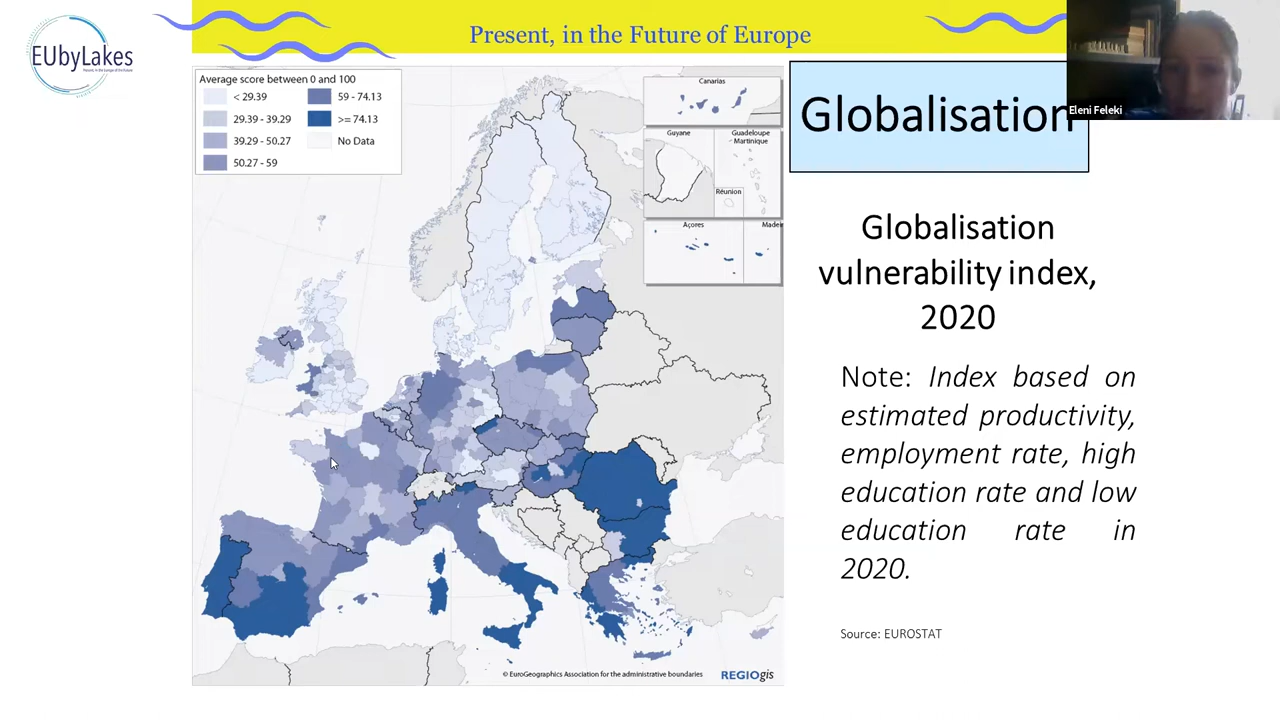 EUbyLakes
Present, in the Future of Europe
Eleni Feleki
Average score between 0 and 100
< 29.39
29.39 - 39.29
39.29 - 50.27
50.27 - 59
59 - 74.13
>= 74.13
No Data
Canarias
Guyane
Guadeloupe
Martinique
Réunion
Açores
Madeir
Globalisation
Globalisation
vulnerability index,
2020
Note: Index based on
estimated productivity,
employment rate, high
education rate and low
education rate in
2020.
Source: EUROSTAT
© EuroGeographics Association for the administrative boundaries
REGIOgis